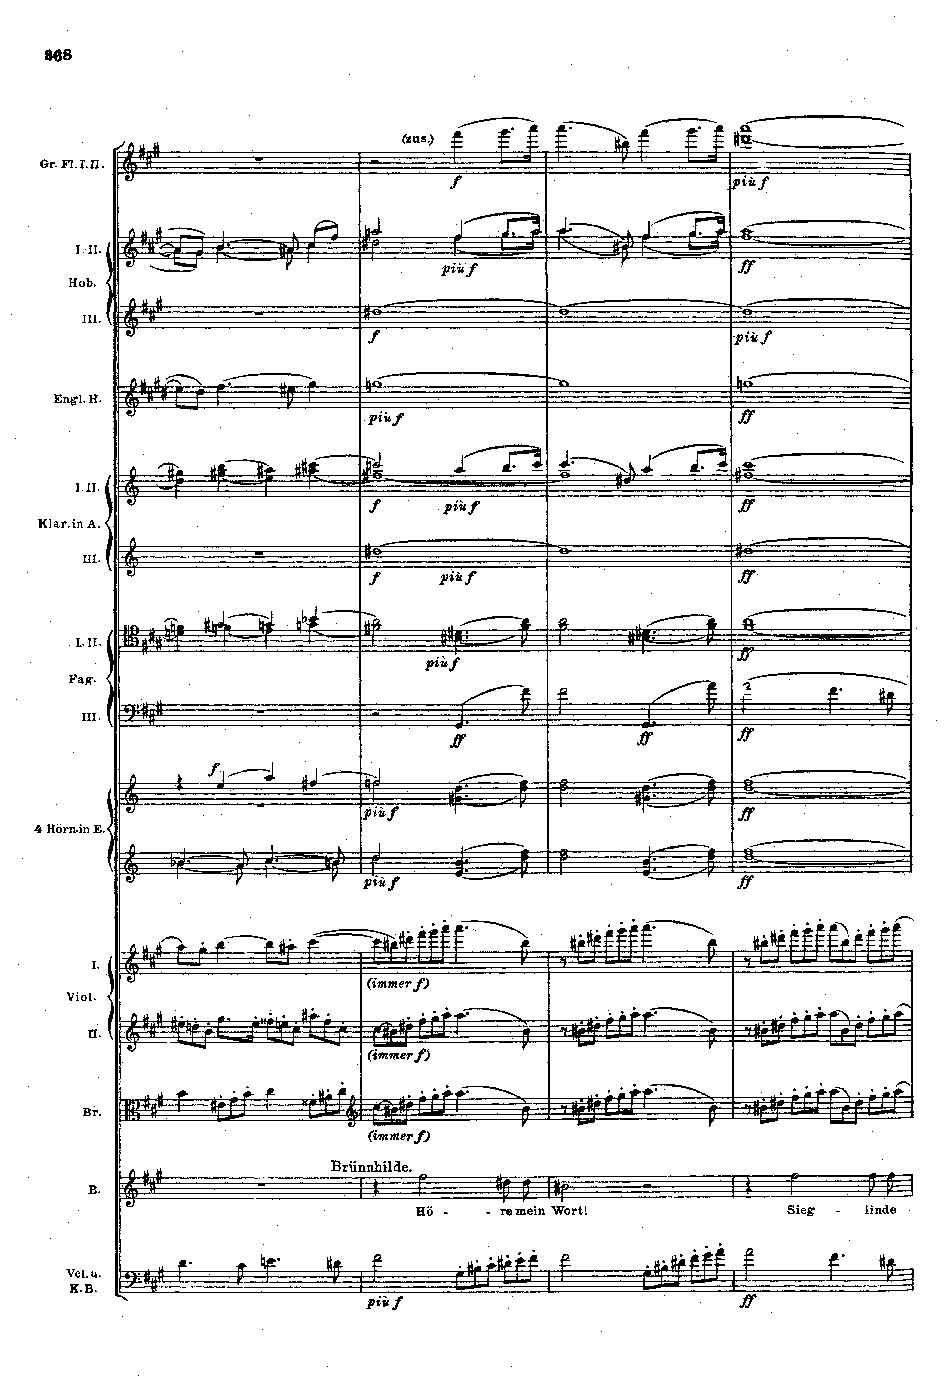 368
(zus.)
Gr. Fl. I. II.
f
più f
I. II.
più f
ff
Hob.
III.
f
più f
Engl. H.
più f
ff
I. II.
f
più f
ff
Klar. in A.
III.
f
più f
ff
I. II.
più f
ff
Fag.
III.
ff
ff
ff
f
più f
ff
4 Hörn. in E.
più f
ff
I.
(immer f)
Viol.
II.
(immer f)
Br.
(immer f)
Brünnhilde.
B.
Hö - - re mein Wort! Sieg - linde
Vcl. u.
K. B.
più f
ff